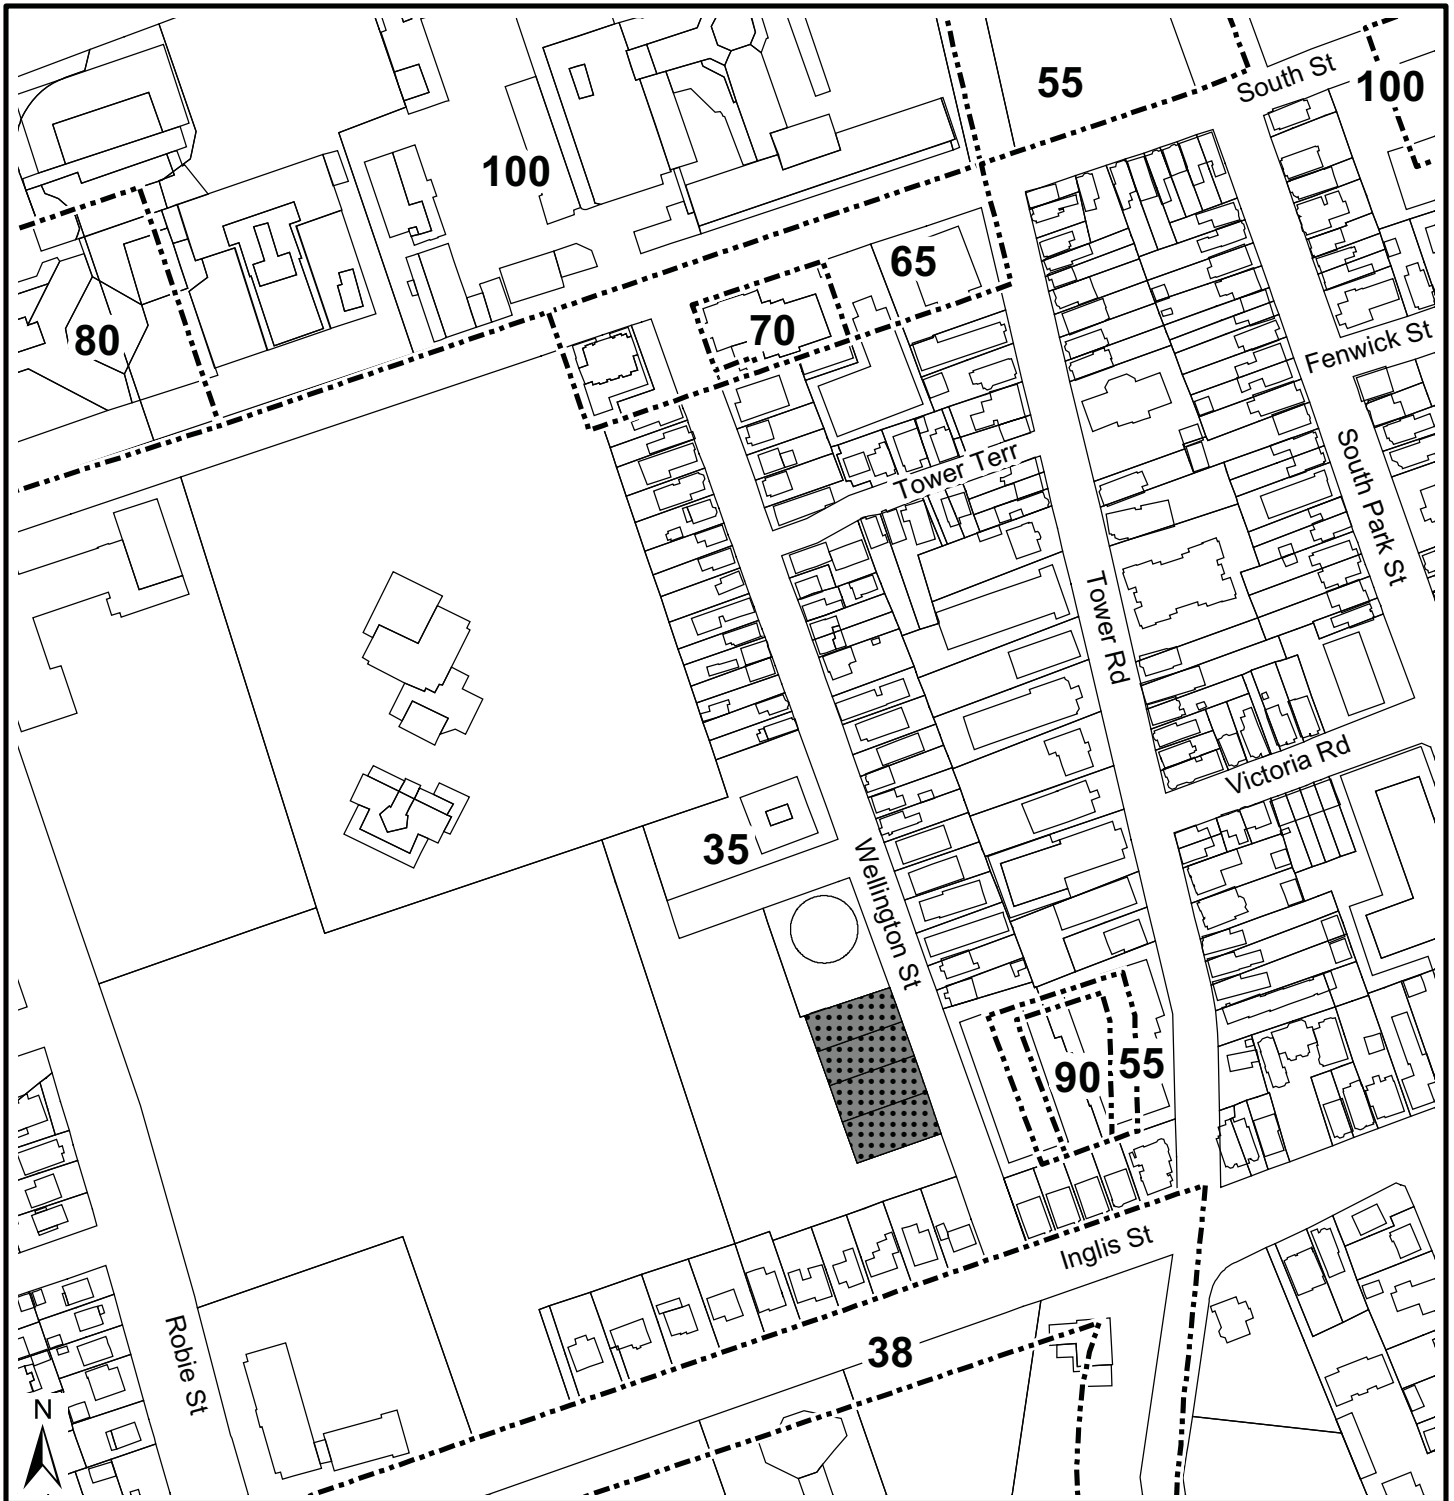 55
South St
100
100
65
70
80
Fenwick St
Tower Terr
South Park St
Tower Rd
Victoria Rd
35
Wellington St
90
55
Inglis St
38
Robie St
N